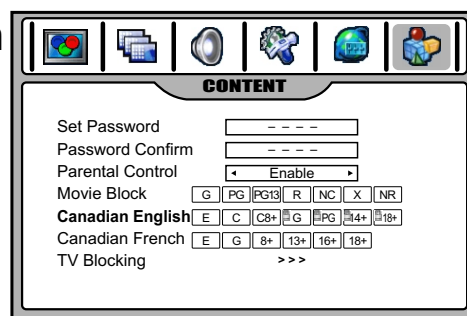 CONTENT
Set Password - - - -
Password Confirm - - - -
Parental Control Enable
Movie Block G PG PG13 R NC X NR
Canadian English E C C8+ G PG 14+ 18+
Canadian French E G 8+ 13+ 16+ 18+
TV Blocking >>>